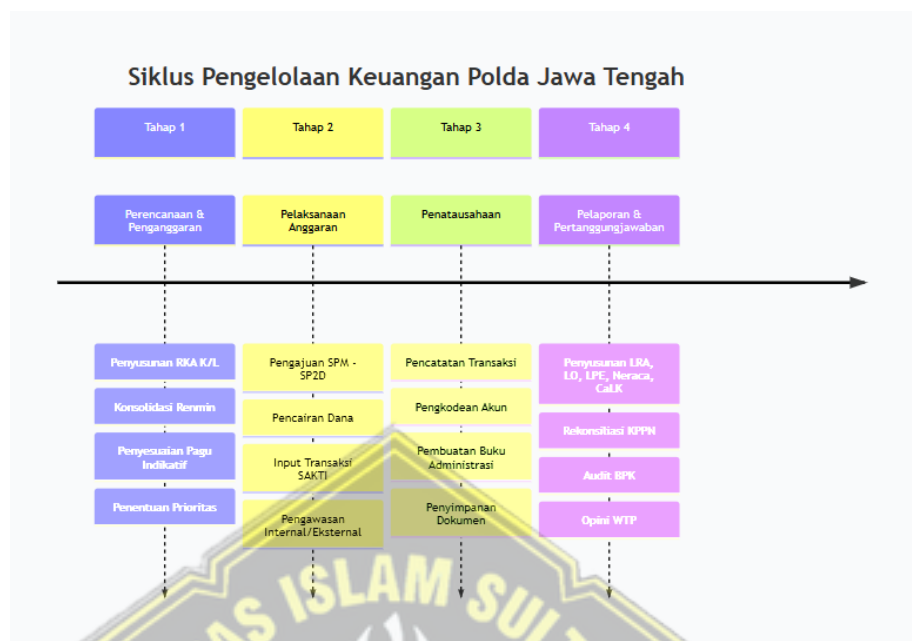 Siklus Pengelolaan Keuangan Polda Jawa Tengah
Tahap 1
Tahap 2
Tahap 3
Tahap 4
Perencanaan &
Penganggaran
Pelaksanaan
Anggaran
Penatausahaan
Pelaporan &
Pertanggungjawaban
Penyusunan RKA K/L
Konsolidasi Renmin
Penyesuaian Pagu
Indikatif
Penentuan Prioritas
Pengajuan SPM -
SP2D
Pencairan Dana
Input Transaksi
SAKTI
Pengawasan
Internal/Eksternal
Pencatatan Transaksi
Pengkodean Akun
Pembuatan Buku
Administrasi
Penyimpanan
Dokumen
Penyusunan LRA,
LO, LPE, Neraca,
CaLK
Rekonsitiasi KPPN
Audit BPK
Opini WTP
AS ISLAM SUL